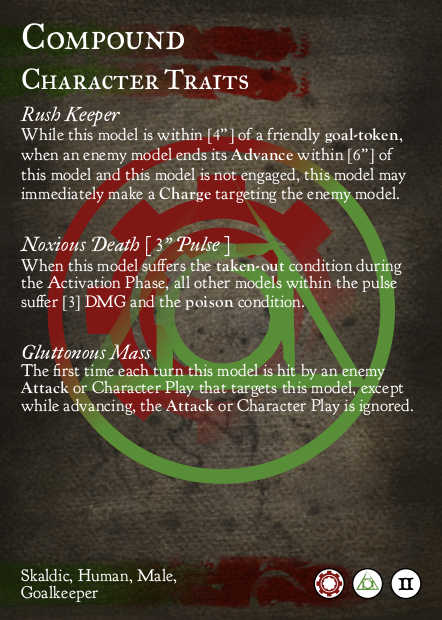 Compound
Character Traits
Rush Keeper
While this model is within [4”] of a friendly goal-token,
when an enemy model ends its Advance within [6”] of
this model and this model is not engaged, this model may
immediately make a Charge targeting the enemy model.
Noxious Death [ 3” Pulse ]
When this model suffers the taken-out condition during
the Activation Phase, all other models within the pulse
suffer [3] DMG and the poison condition.
Gluttonous Mass
The first time each turn this model is hit by an enemy
Attack or Character Play that targets this model, except
while advancing, the Attack or Character Play is ignored.
Skaldic, Human, Male,
Goalkeeper
II